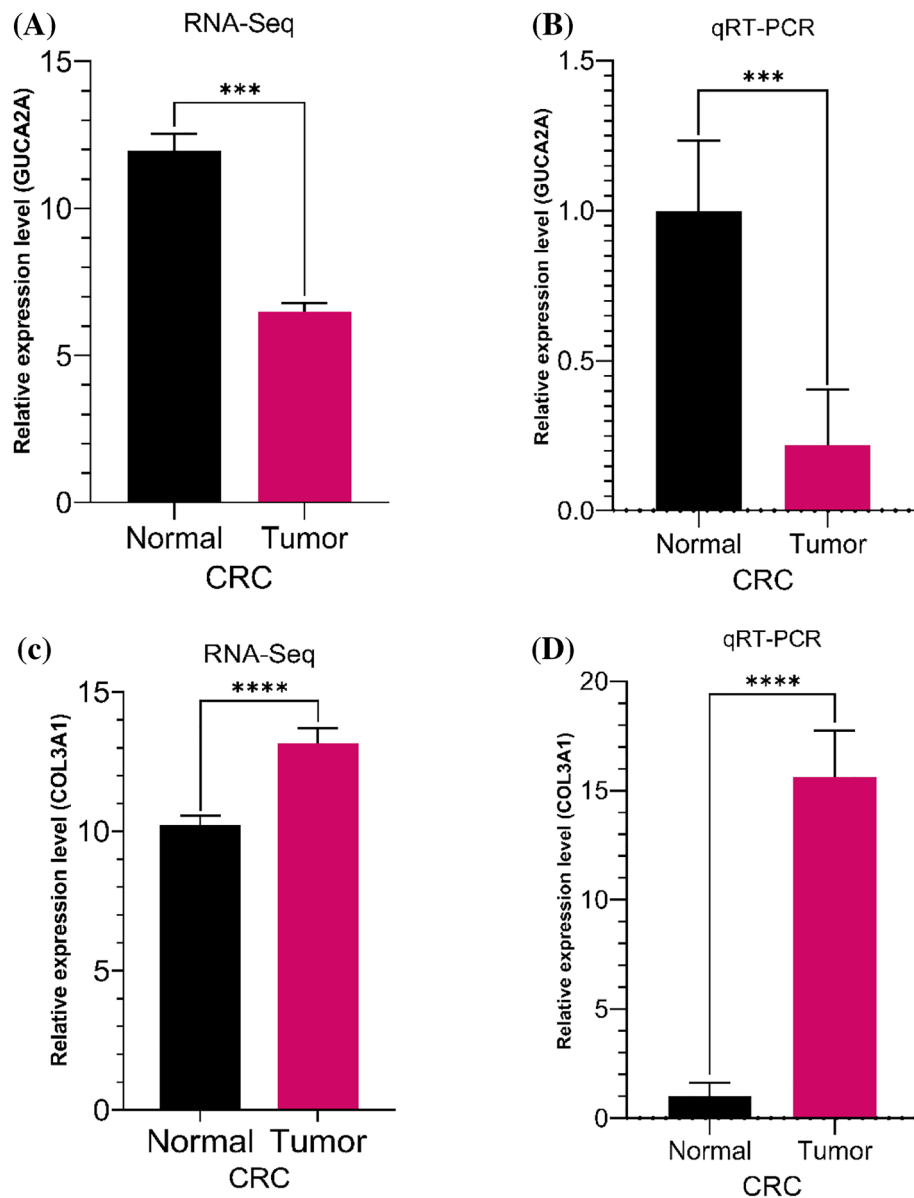 (A)
RNA-Seq
Relative expression level (GUCA2A)
15
10
5
0
***
Normal Tumor
CRC
(B)
qRT-PCR
Relative expression level (GUCA2A)
1.5
1.0
0.5
0.0
***
Normal Tumor
CRC
(c)
RNA-Seq
Relative expression level (COL3A1)
15
10
5
0
****
Normal Tumor
CRC
(D)
qRT-PCR
Relative expression level (COL3A1)
20
15
10
5
0
****
Normal Tumor
CRC